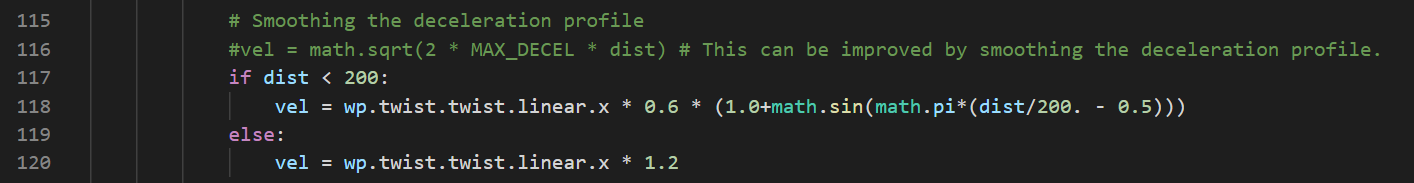 115 # Smoothing the deceleration profile
116 #vel = math.sqrt(2 * MAX_DECEL * dist) # This can be improved by smoothing the deceleration profile.
117 if dist < 200:
118 vel = wp.twist.twist.linear.x * 0.6 * (1.0+math.sin(math.pi*(dist/200. - 0.5)))
119 else:
120 vel = wp.twist.twist.linear.x * 1.2